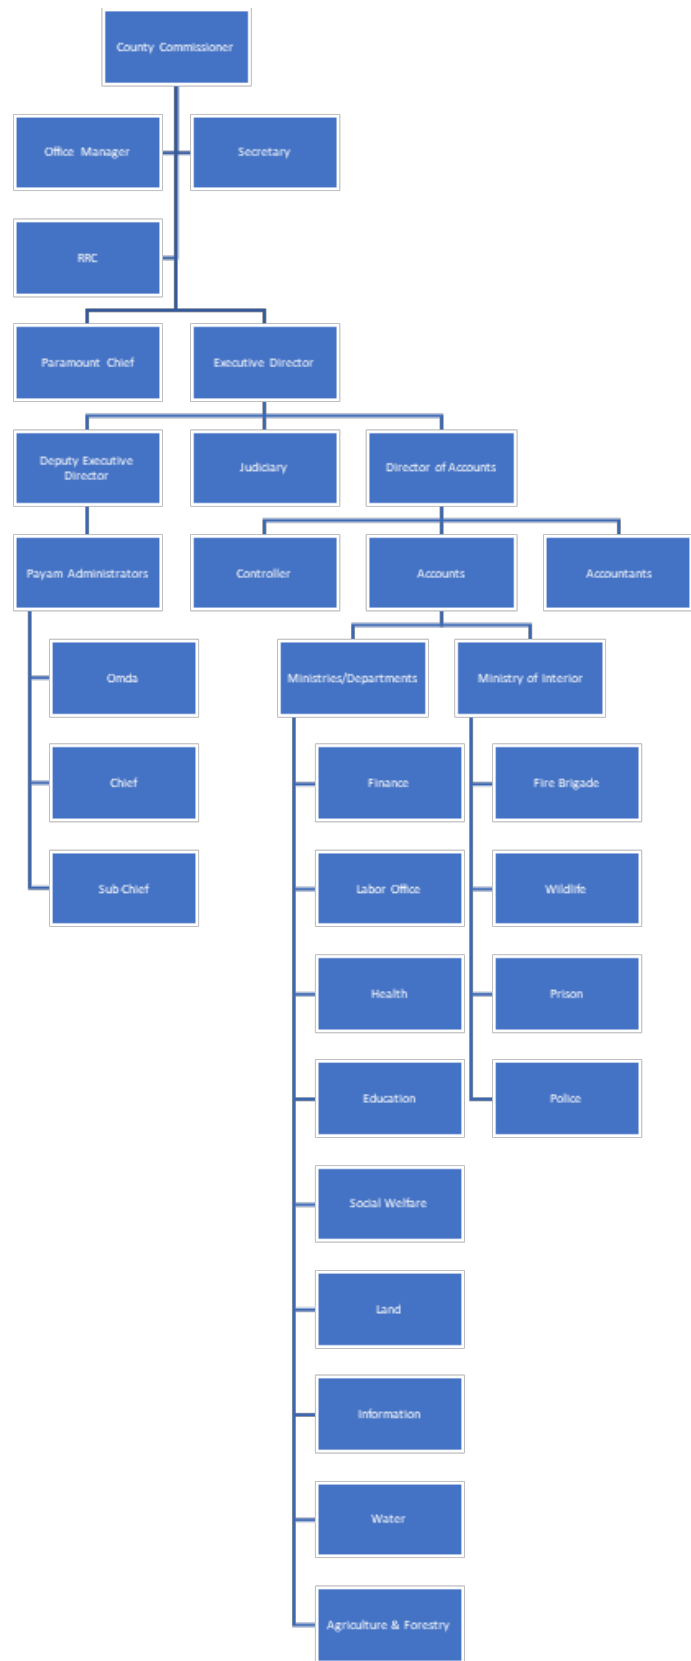 County Commissioner
Office Manager
Secretary
RRC
Paramount Chief
Executive Director
Deputy Executive
Director
Judiciary
Director of Accounts
Payam Administrators
Controller
Accounts
Accountants
Omda
Ministries/Departments
Ministry of Interior
Chief
Finance
Fire Brigade
Sub-Chief
Labor Office
Wildlife
Health
Prison
Education
Police
Social Welfare
Land
Information
Water
Agriculture & Forestry